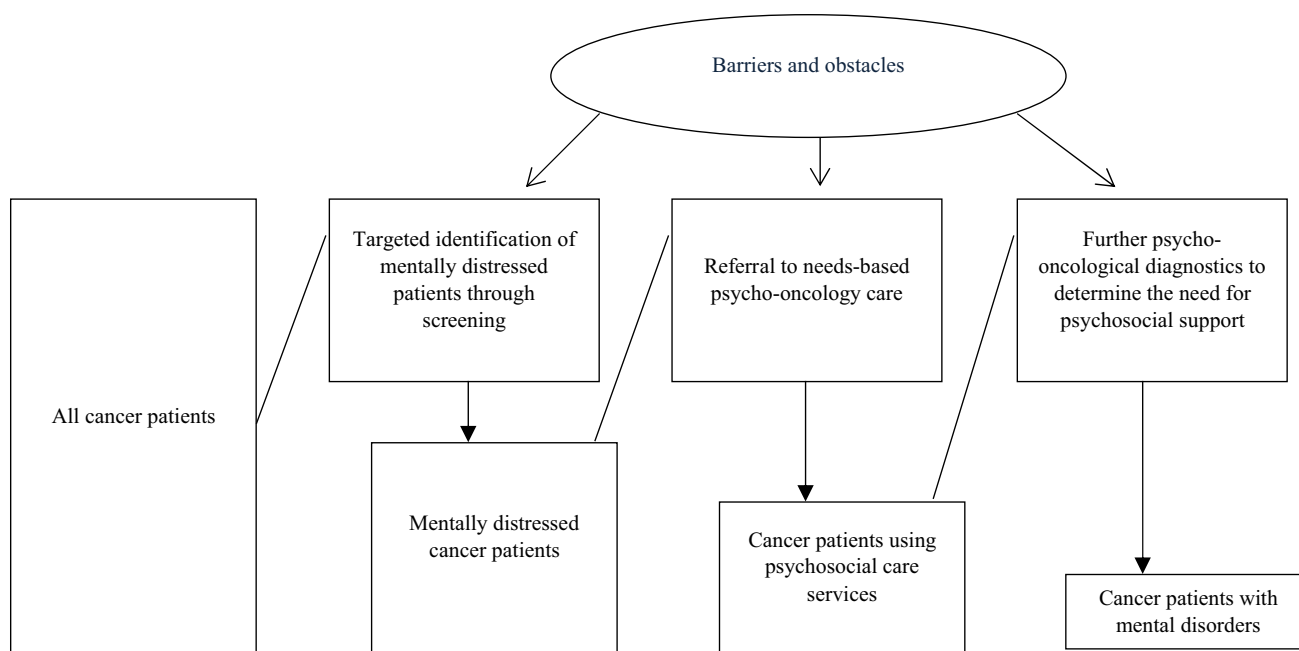 Barriers and obstacles
Targeted identification of
mentally distressed
patients through
screening
Referral to needs-based
psycho-oncology care
Further psycho-
oncological diagnostics to
determine the need for
psychosocial support
All cancer patients
Mentally distressed
cancer patients
Cancer patients using
psychosocial care
services
Cancer patients with
mental disorders